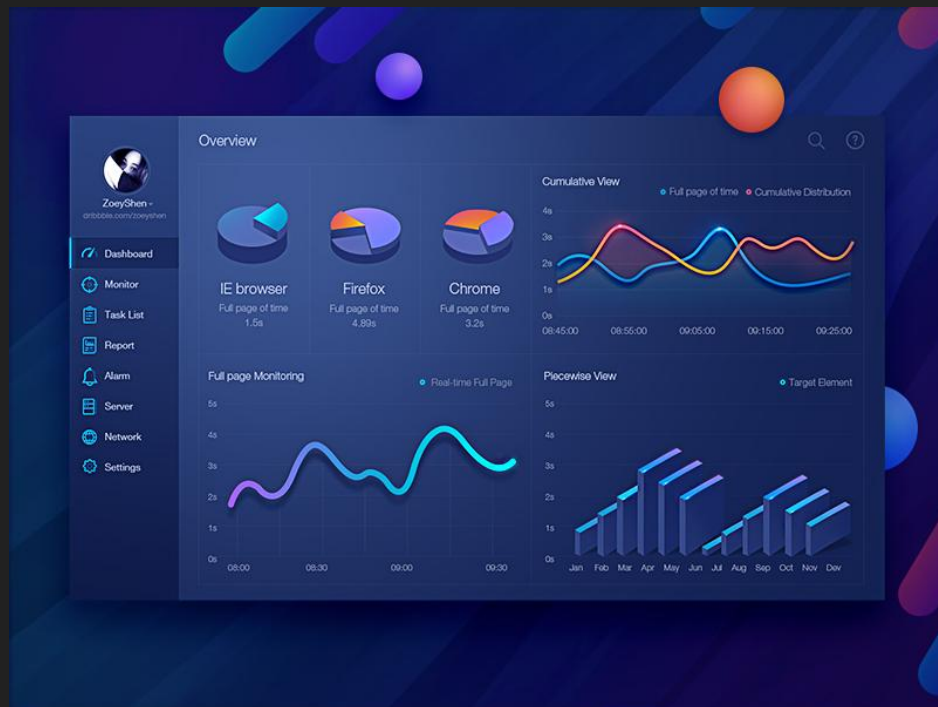 Overview
ZoeyShen
dribbble.com/zoeyshen
Dashboard
Monitor
Task List
Report
Alarm
Server
Network
Settings
IE browser
Full page of time
1.5s
Firefox
Full page of time
4.89s
Chrome
Full page of time
3.2s
Cumulative View
Full page of time
Cumulative Distribution
4s
3s
2s
1s
0s
08:45:00 08:55:00 09:05:00 09:15:00 09:25:00
Full page Monitoring
Real-time Full Page
5s
4s
3s
2s
1s
0s
08:00 08:30 09:00 09:30
Piecewise View
Target Element
5s
4s
3s
2s
1s
0s
Jan Feb Mar Apr May Jun Jul Aug Sep Oct Nov Dev